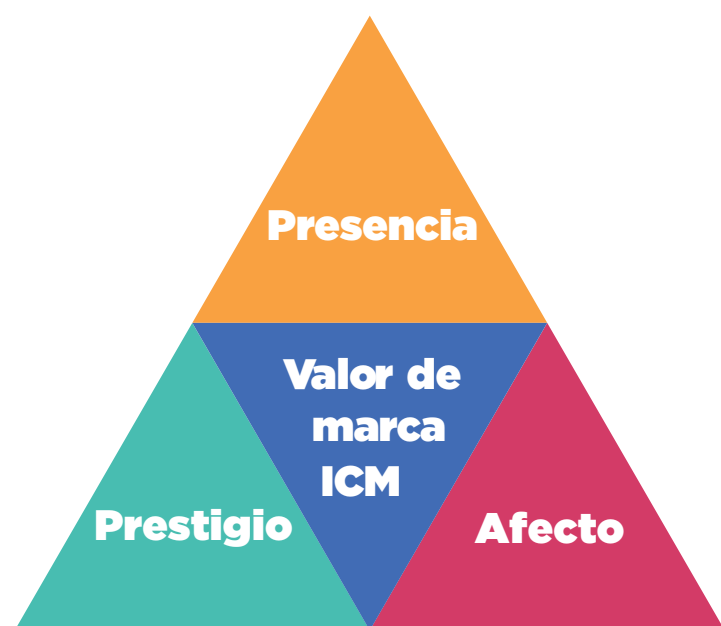 Presencia
Valor de
marca
ICM
Prestigio
Afecto